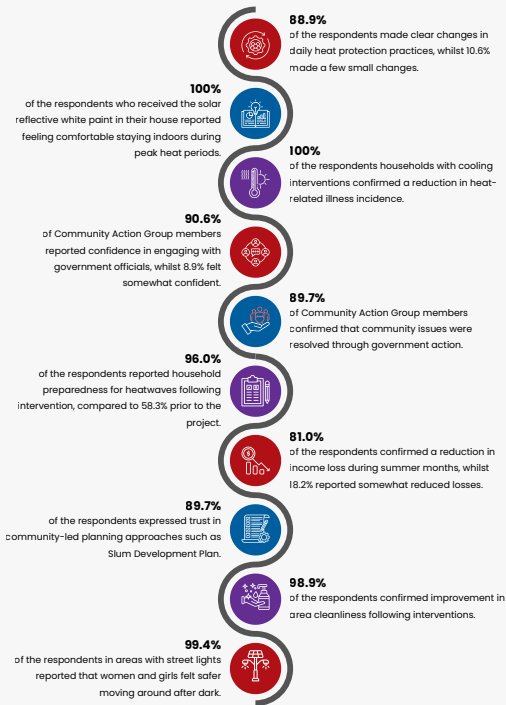 88.9%
of the respondents made clear changes in
daily heat protection practices, whilst 10.6%
made a few small changes.
100%
of the respondents who received the solar
reflective white paint in their house reported
feeling comfortable staying indoors during
peak heat periods.
100%
of the respondents households with cooling
interventions confirmed a reduction in heat-
related illness incidence.
90.6%
of Community Action Group members
reported confidence in engaging with
government officials, whilst 8.9% felt
somewhat confident.
89.7%
of Community Action Group members
confirmed that community issues were
resolved through government action.
96.0%
of the respondents reported household
preparedness for heatwaves following
intervention, compared to 58.3% prior to the
project.
81.0%
of the respondents confirmed a reduction in
income loss during summer months, whilst
18.2% reported somewhat reduced losses.
89.7%
of the respondents expressed trust in
community-led planning approaches such as
Slum Development Plan.
98.9%
of the respondents confirmed improvement in
area cleanliness following interventions.
99.4%
of the respondents in areas with street lights
reported that women and girls felt safer
moving around after dark.